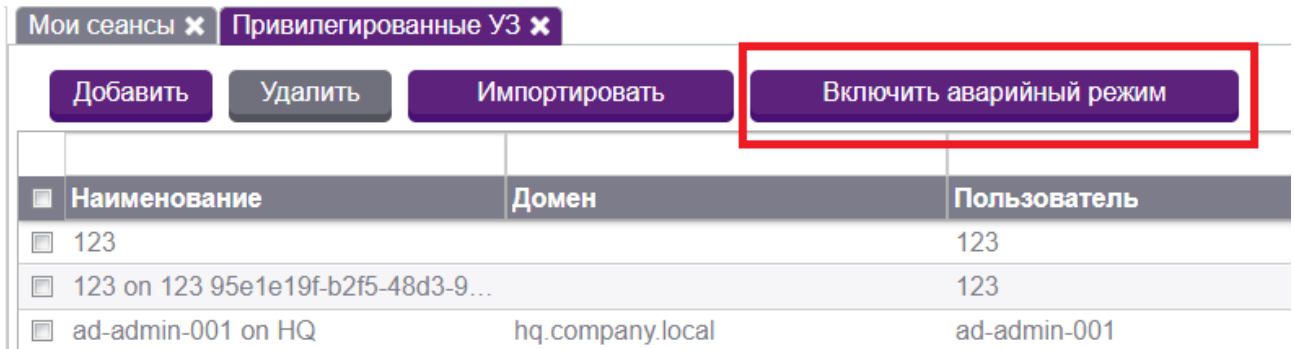 Мои сеансы Привилегированные УЗ
Добавить Удалить Импортировать Включить аварийный режим
Наименование Домен Пользователь
123 123
123 on 123 95e1e19f-b2f5-48d3-9... 123
ad-admin-001 on HQ hq.company.local ad-admin-001